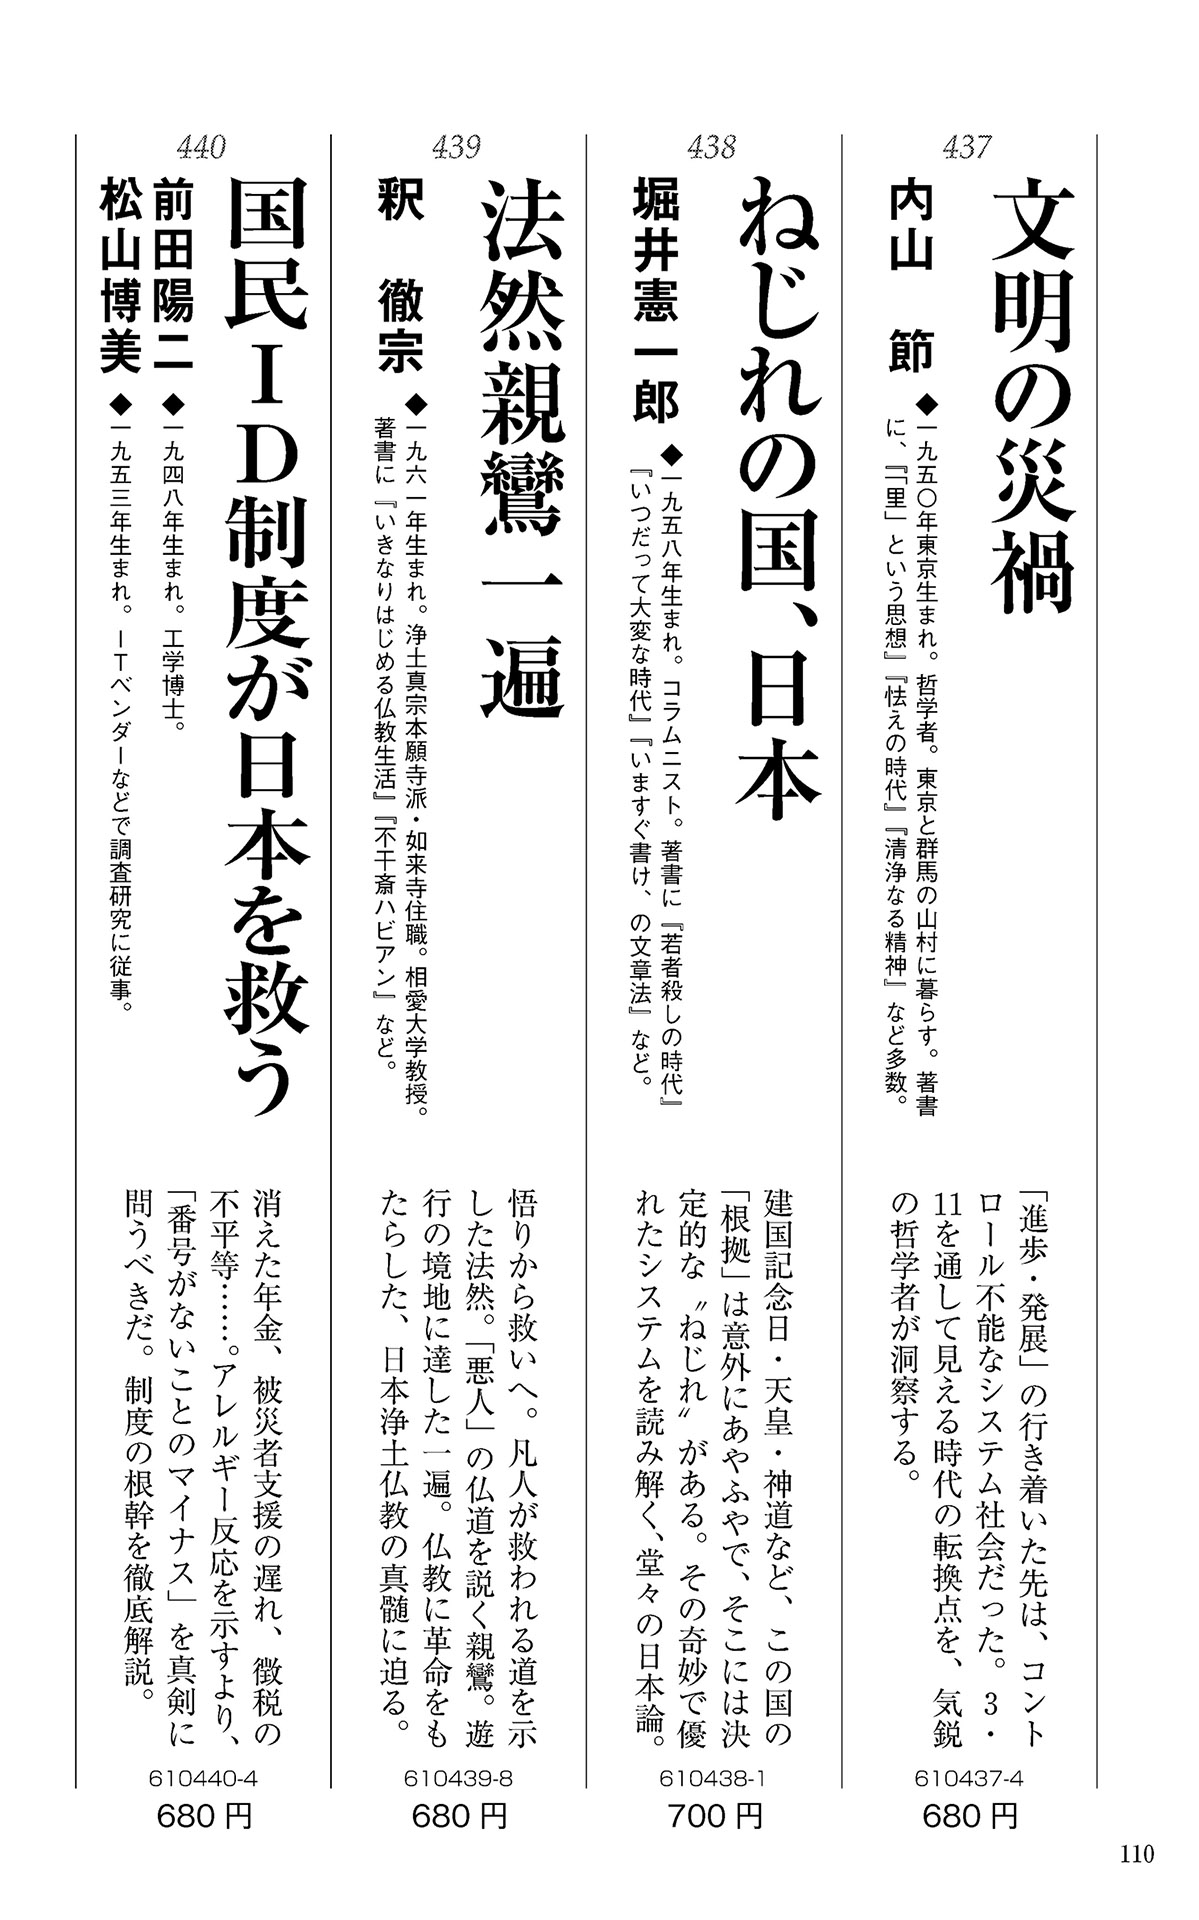 437
文明の災禍
内山 節
◆一九五〇年東京生まれ。哲学者。東京と群馬の山村に暮らす。著書
に、『「里」という思想』『怯えの時代』『清浄なる精神』など多数。
「進歩・発展」の行き着いた先は、コント
ロール不能なシステム社会だった。3・
11を通して見える時代の転換点を、気鋭
の哲学者が洞察する。
610437-4
680円
438
ねじれの国、日本
堀井憲一郎
◆一九五八年生まれ。コラムニスト。著書に『若者殺しの時代』
『いつだって大変な時代』『いますぐ書け、の文章法』など。
建国記念日・天皇・神道など、この国の
「根拠」は意外にあやふやで、そこには決
定的な〝ねじれ〟がある。その奇妙で優
れたシステムを読み解く、堂々の日本論。
610438-1
700円
439
法然親鸞一遍
釈 徹宗
◆一九六一年生まれ。浄土真宗本願寺派・如来寺住職。相愛大学教授。
著書に『いきなりはじめる仏教生活』『不干斎ハビアン』など。
悟りから救いへ。凡人が救われる道を示
した法然。「悪人」の仏道を説く親鸞。遊
行の境地に達した一遍。仏教に革命をも
たらした、日本浄土仏教の真髄に迫る。
610439-8
680円
440
国民ID制度が日本を救う
前田陽二
◆一九四八年生まれ。工学博士。
松山博美
◆一九五三年生まれ。ITベンダーなどで調査研究に従事。
消えた年金、被災者支援の遅れ、徴税の
不平等……。アレルギー反応を示すより、
「番号がないことのマイナス」を真剣に
問うべきだ。制度の根幹を徹底解説。
610440-4
680円
110